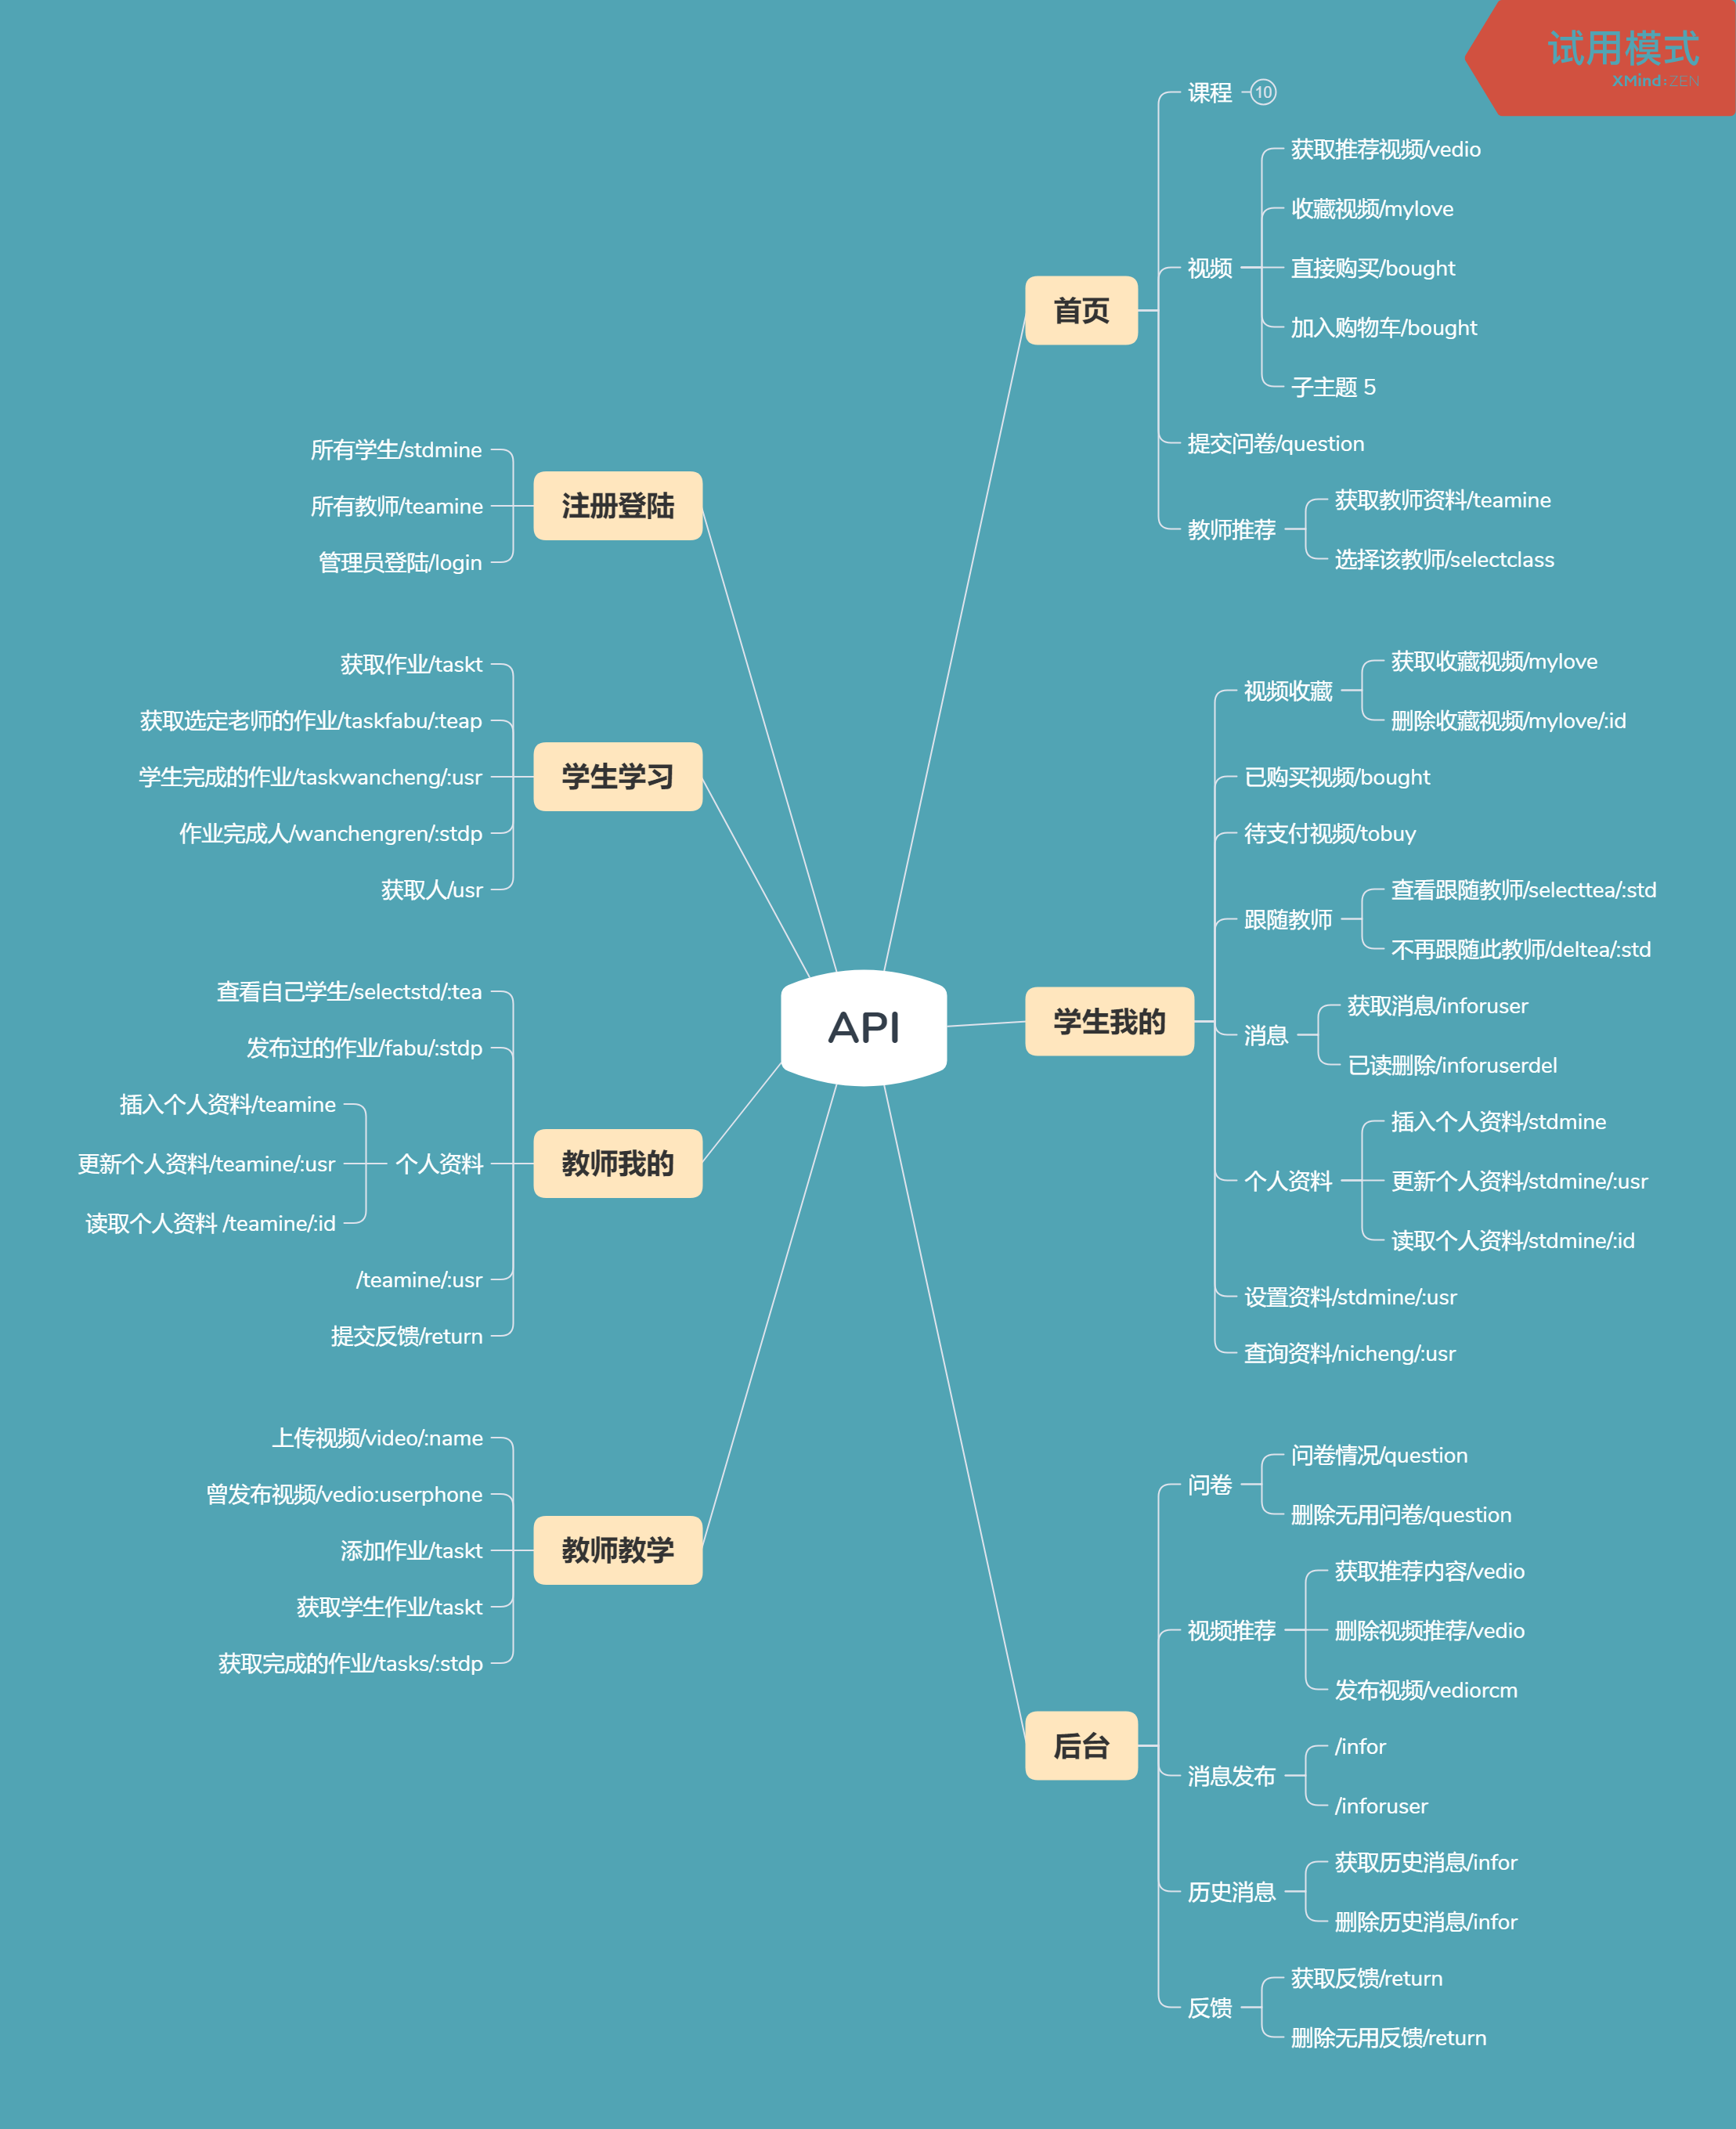 试用模式
XMind:ZEN
API
首页
课程
10
视频
获取推荐视频/vedio
收藏视频/mylove
直接购买/bought
加入购物车/bought
子主题 5
提交问卷/question
教师推荐
获取教师资料/teamine
选择该教师/selectclass
学生我的
视频收藏
获取收藏视频/mylove
删除收藏视频/mylove/:id
已购买视频/bought
待支付视频/tobuy
跟随教师
查看跟随教师/selecttea/:std
不再跟随此教师/deltea/:std
消息
获取消息/inforuser
已读删除/inforuserdel
个人资料
插入个人资料/stdmine
更新个人资料/stdmine/:usr
读取个人资料/stdmine/:id
设置资料/stdmine/:usr
查询资料/nicheng/:usr
后台
问卷
问卷情况/question
删除无用问卷/question
视频推荐
获取推荐内容/vedio
删除视频推荐/vedio
发布视频/vediorcm
消息发布
/infor
/inforuser
历史消息
获取历史消息/infor
删除历史消息/infor
反馈
获取反馈/return
删除无用反馈/return
注册登陆
所有学生/stdmine
所有教师/teamine
管理员登陆/login
学生学习
获取作业/taskt
获取选定老师的作业/taskfabu/:teap
学生完成的作业/taskwancheng/:usr
作业完成人/wanchengren/:stdp
获取人/usr
教师我的
查看自己学生/selectstd/:tea
发布过的作业/fabu/:stdp
个人资料
插入个人资料/teamine
更新个人资料/teamine/:usr
读取个人资料 /teamine/:id
/teamine/:usr
提交反馈/return
教师教学
上传视频/video/:name
曾发布视频/vedio:userphone
添加作业/taskt
获取学生作业/taskt
获取完成的作业/tasks/:stdp